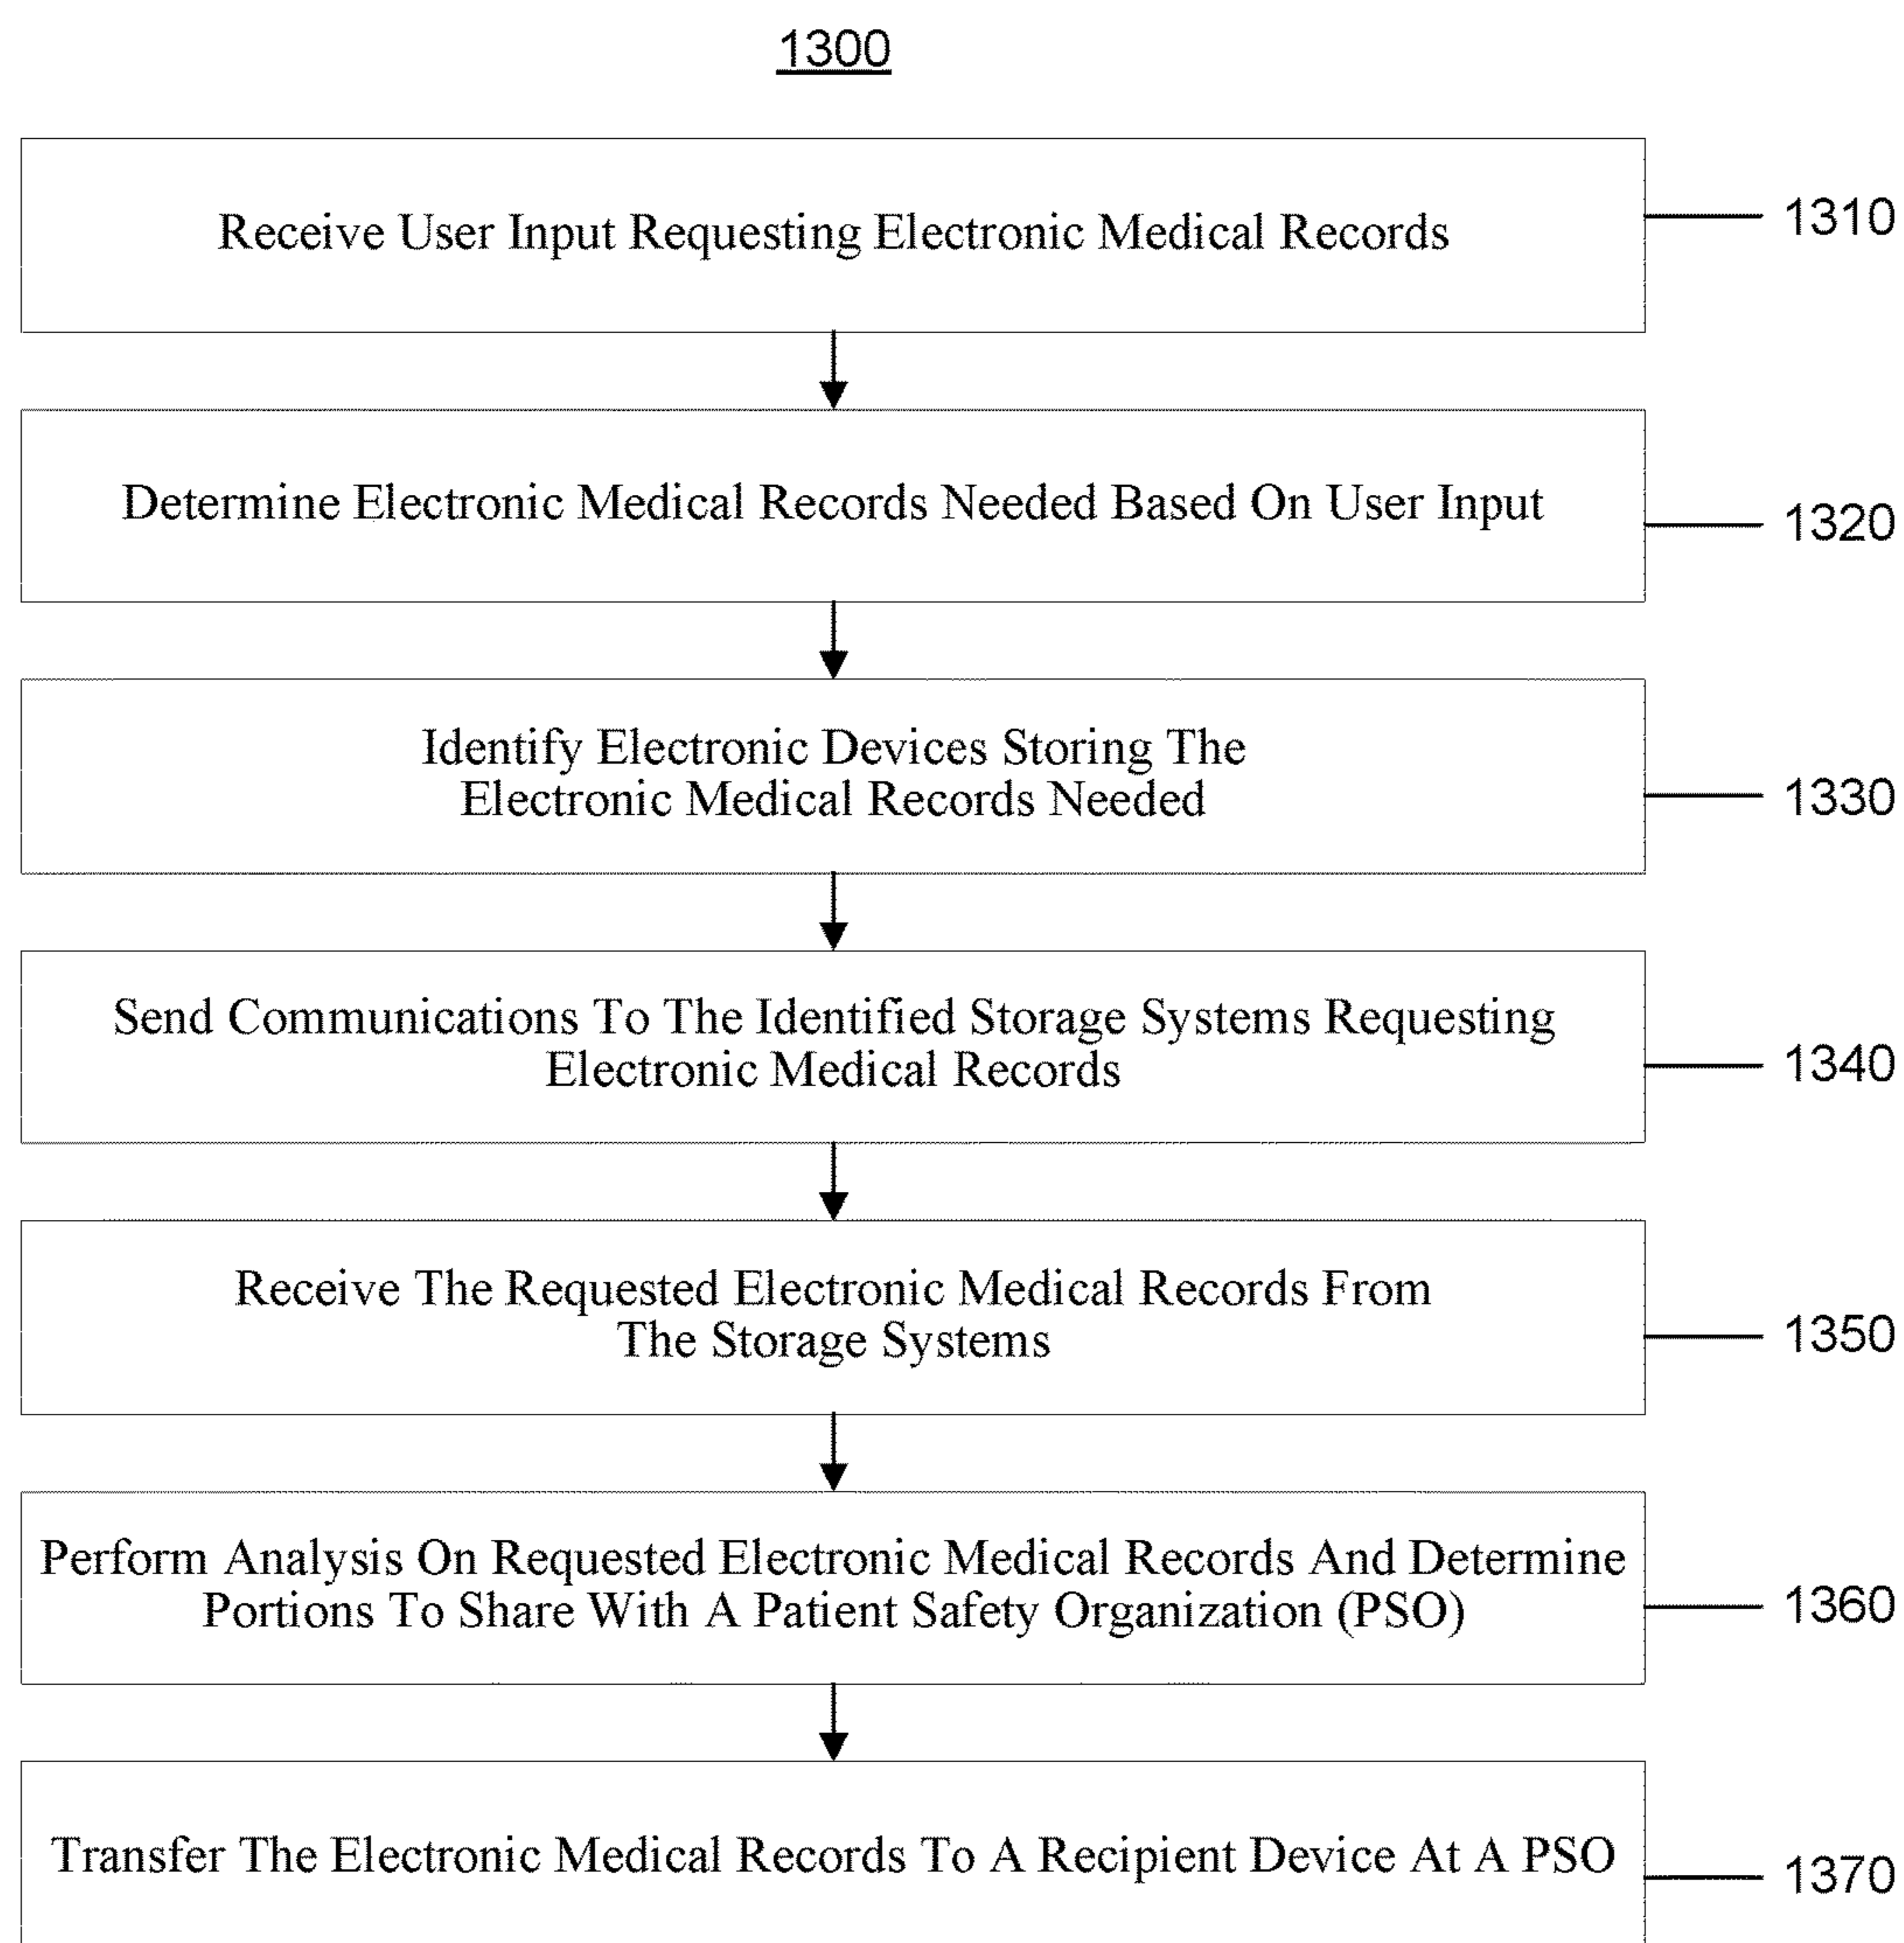 1300
Receive User Input Requesting Electronic Medical Records
1310
Determine Electronic Medical Records Needed Based On User Input
1320
Identify Electronic Devices Storing The
Electronic Medical Records Needed
1330
Send Communications To The Identified Storage Systems Requesting
Electronic Medical Records
1340
Receive The Requested Electronic Medical Records From
The Storage Systems
1350
Perform Analysis On Requested Electronic Medical Records And Determine
Portions To Share With A Patient Safety Organization (PSO)
1360
Transfer The Electronic Medical Records To A Recipient Device At A PSO
1370